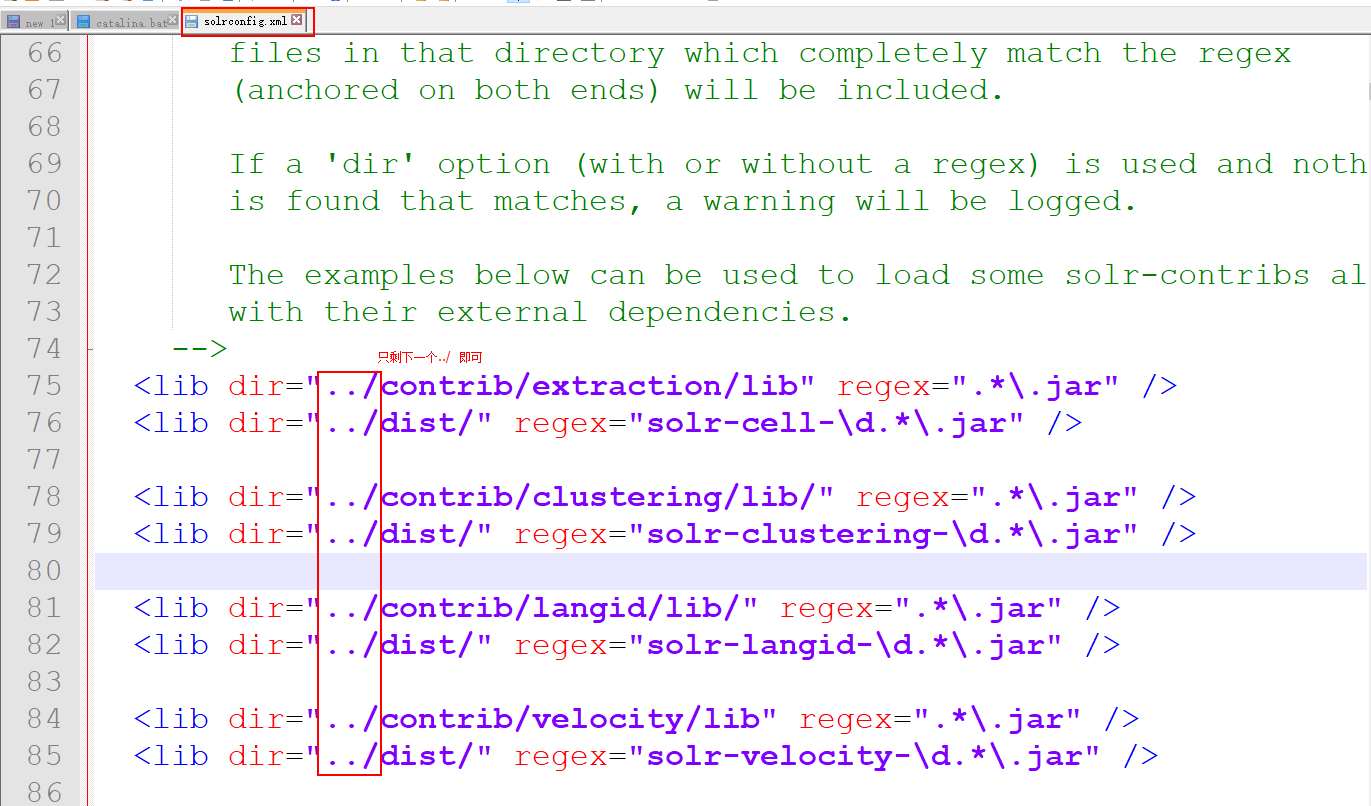 new 1 catalina.bat solrconfig.xml
66 files in that directory which completely match the regex
67 (anchored on both ends) will be included.
68
69 If a 'dir' option (with or without a regex) is used and noth
70 is found that matches, a warning will be logged.
71
72 The examples below can be used to load some solr-contribs al
73 with their external dependencies.
74 -->
只剩下一个../ 即可
75 <lib dir="../contrib/extraction/lib" regex=".*\.jar" />
76 <lib dir="../dist/" regex="solr-cell-\d.*\.jar" />
77
78 <lib dir="../contrib/clustering/lib/" regex=".*\.jar" />
79 <lib dir="../dist/" regex="solr-clustering-\d.*\.jar" />
80
81 <lib dir="../contrib/langid/lib/" regex=".*\.jar" />
82 <lib dir="../dist/" regex="solr-langid-\d.*\.jar" />
83
84 <lib dir="../contrib/velocity/lib" regex=".*\.jar" />
85 <lib dir="../dist/" regex="solr-velocity-\d.*\.jar" />
86